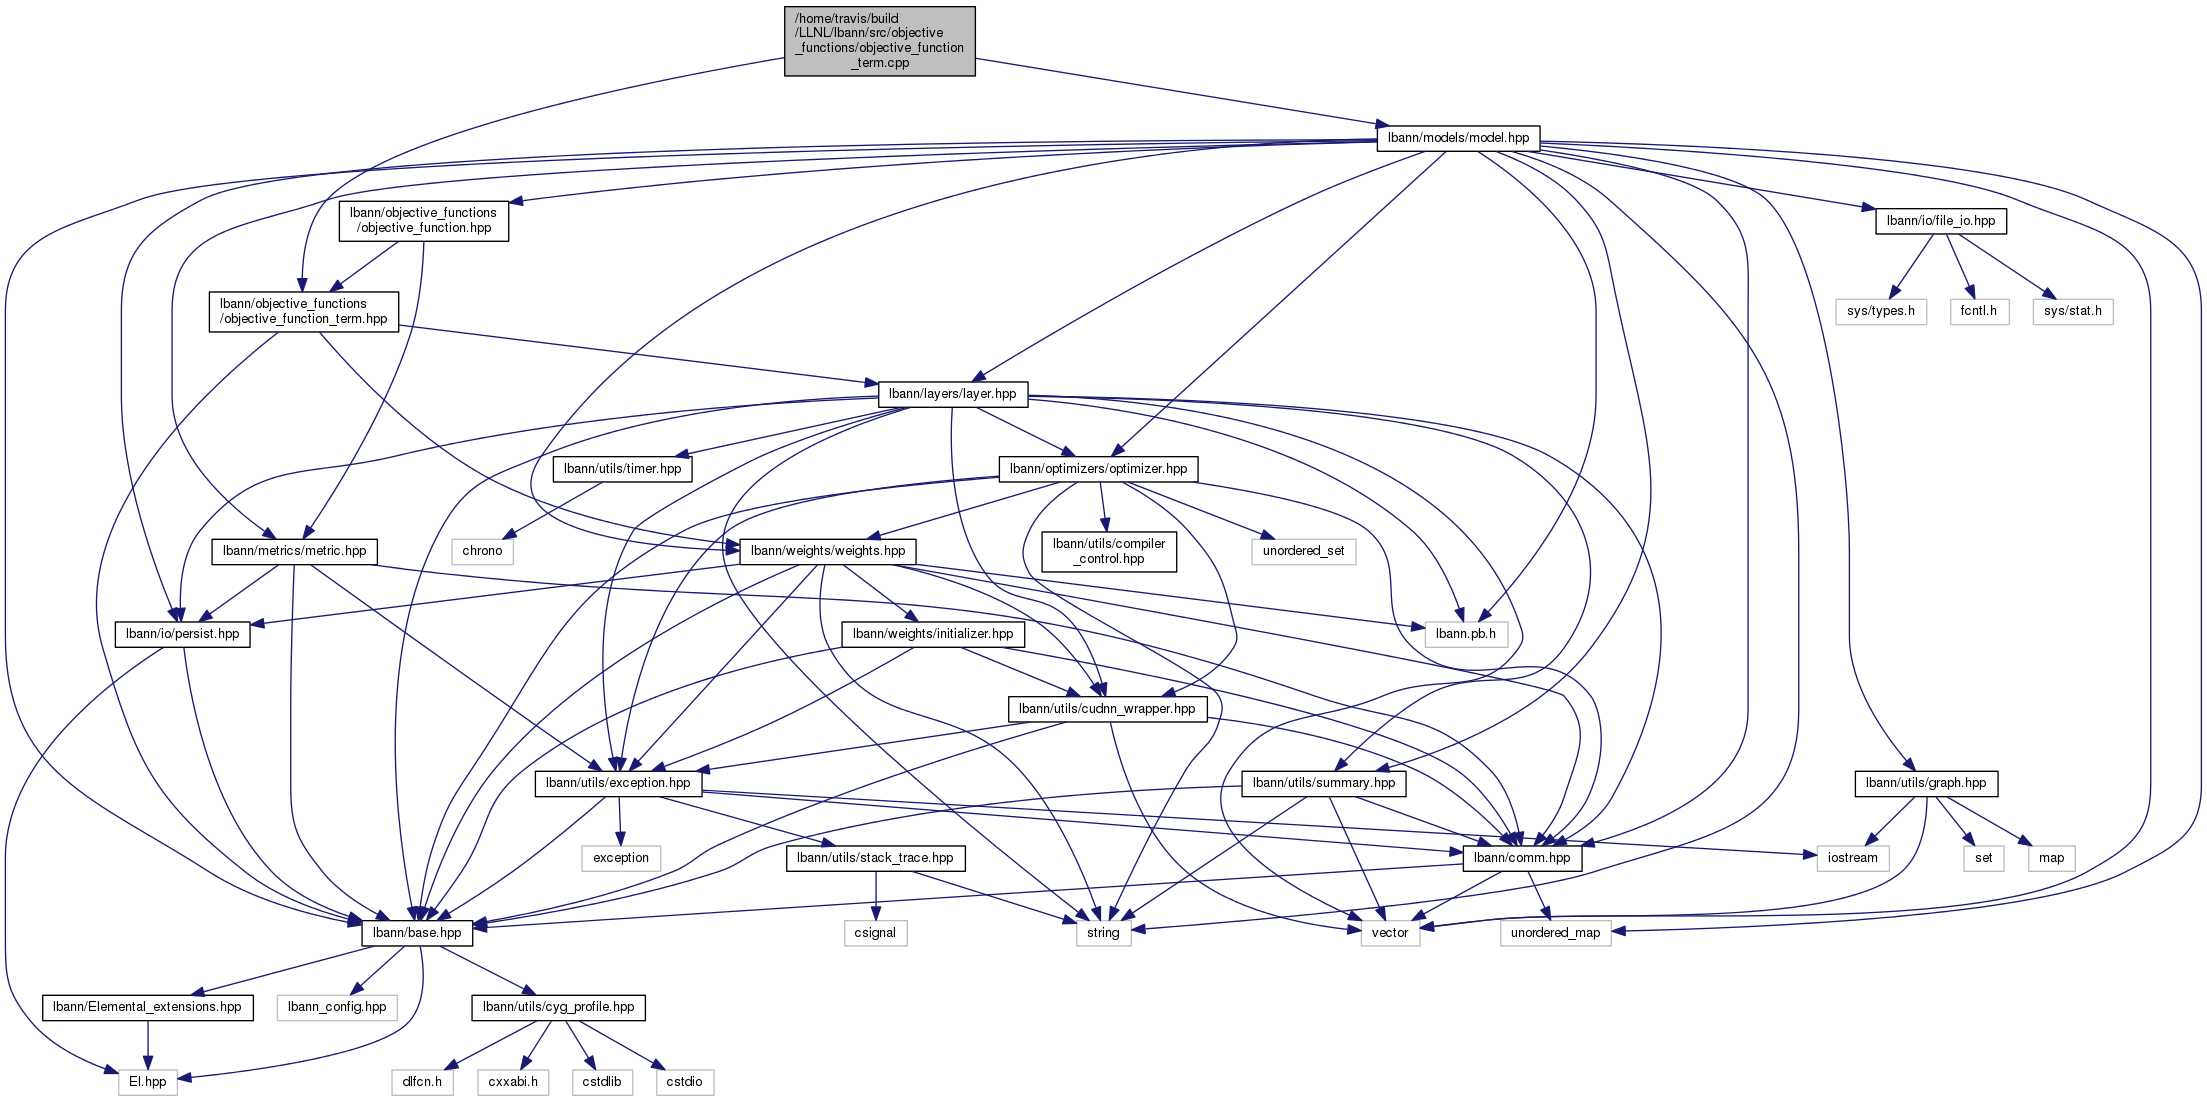 /home/travis/build
/LLNL/lbann/src/objective
_functions/objective_function
_term.cpp
lbann/models/model.hpp
lbann/objective_functions
/objective_function.hpp
lbann/io/file_io.hpp
lbann/objective_functions
/objective_function_term.hpp
sys/types.h
fcntl.h
sys/stat.h
lbann/layers/layer.hpp
lbann/utils/timer.hpp
lbann/optimizers/optimizer.hpp
lbann/metrics/metric.hpp
chrono
lbann/weights/weights.hpp
lbann/utils/compiler
_control.hpp
unordered_set
lbann/io/persist.hpp
lbann/weights/initializer.hpp
lbann.pb.h
lbann/utils/cudnn_wrapper.hpp
lbann/utils/exception.hpp
lbann/utils/summary.hpp
lbann/utils/graph.hpp
exception
lbann/utils/stack_trace.hpp
lbann/comm.hpp
iostream
set
map
lbann/base.hpp
csignal
string
vector
unordered_map
lbann/Elemental_extensions.hpp
lbann_config.hpp
lbann/utils/cyg_profile.hpp
El.hpp
dlfcn.h
cxxabi.h
cstdlib
cstdio